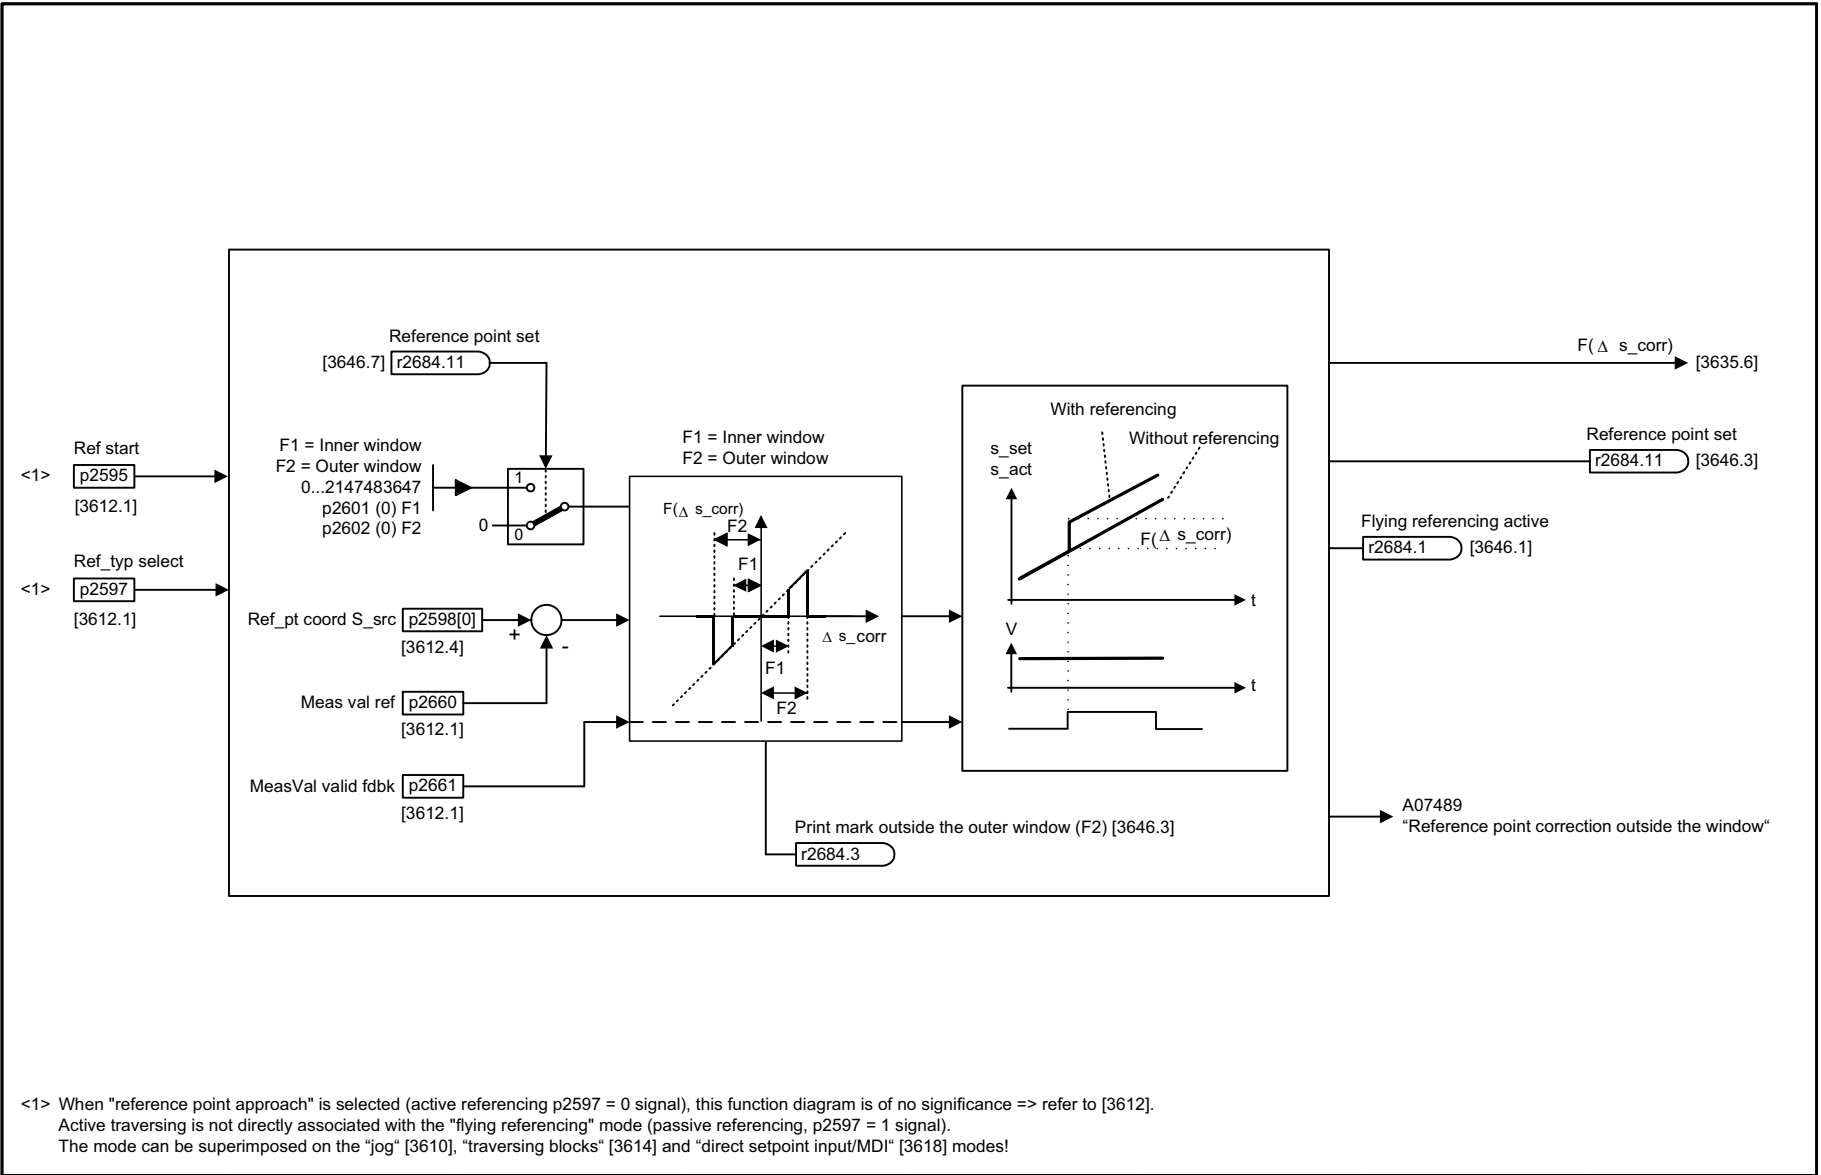 Reference point set
[3646.7] r2684.11
F1 = Inner window
F2 = Outer window
0...2147483647
p2601 (0) F1
p2602 (0) F2
1
0
0
Ref start
<1> p2595
[3612.1]
Ref_typ select
<1> p2597
[3612.1]
Ref_pt coord S_src p2598[0]
[3612.4]
+
-
Meas val ref p2660
[3612.1]
MeasVal valid fdbk p2661
[3612.1]
F1 = Inner window
F2 = Outer window
F(Δ s_corr)
F2
F1
Δ s_corr
F1
F2
Print mark outside the outer window (F2) [3646.3]
r2684.3
With referencing
Without referencing
s_set
s_act
F(Δ s_corr)
t
V
t
F(Δ s_corr)
[3635.6]
Reference point set
r2684.11 [3646.3]
Flying referencing active
r2684.1 [3646.1]
A07489
“Reference point correction outside the window“
<1> When "reference point approach" is selected (active referencing p2597 = 0 signal), this function diagram is of no significance => refer to [3612].
Active traversing is not directly associated with the "flying referencing" mode (passive referencing, p2597 = 1 signal).
The mode can be superimposed on the “jog“ [3610], “traversing blocks“ [3614] and “direct setpoint input/MDI“ [3618] modes!